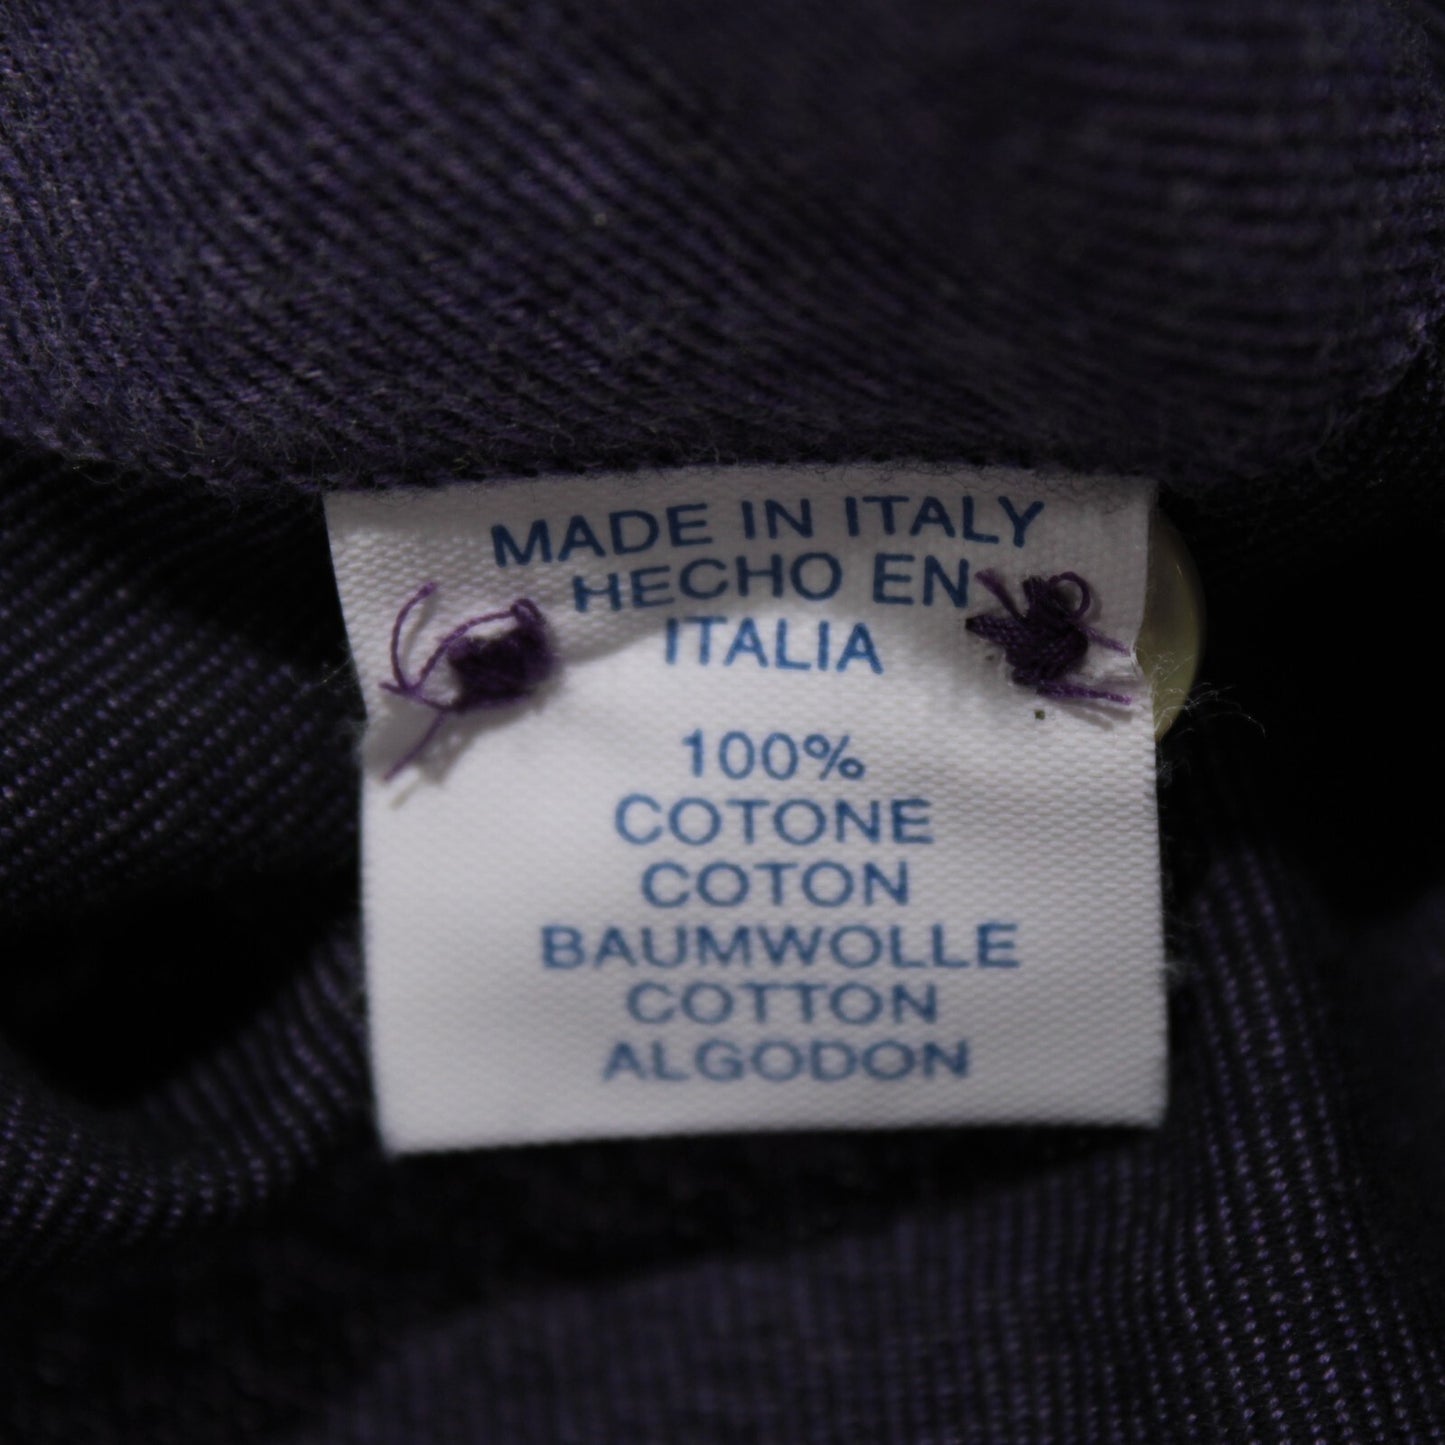 MADE IN ITALY
HECHO EN
ITALIA
100%
COTONE
COTON
BAUMWOLLE
COTTON
ALGODON